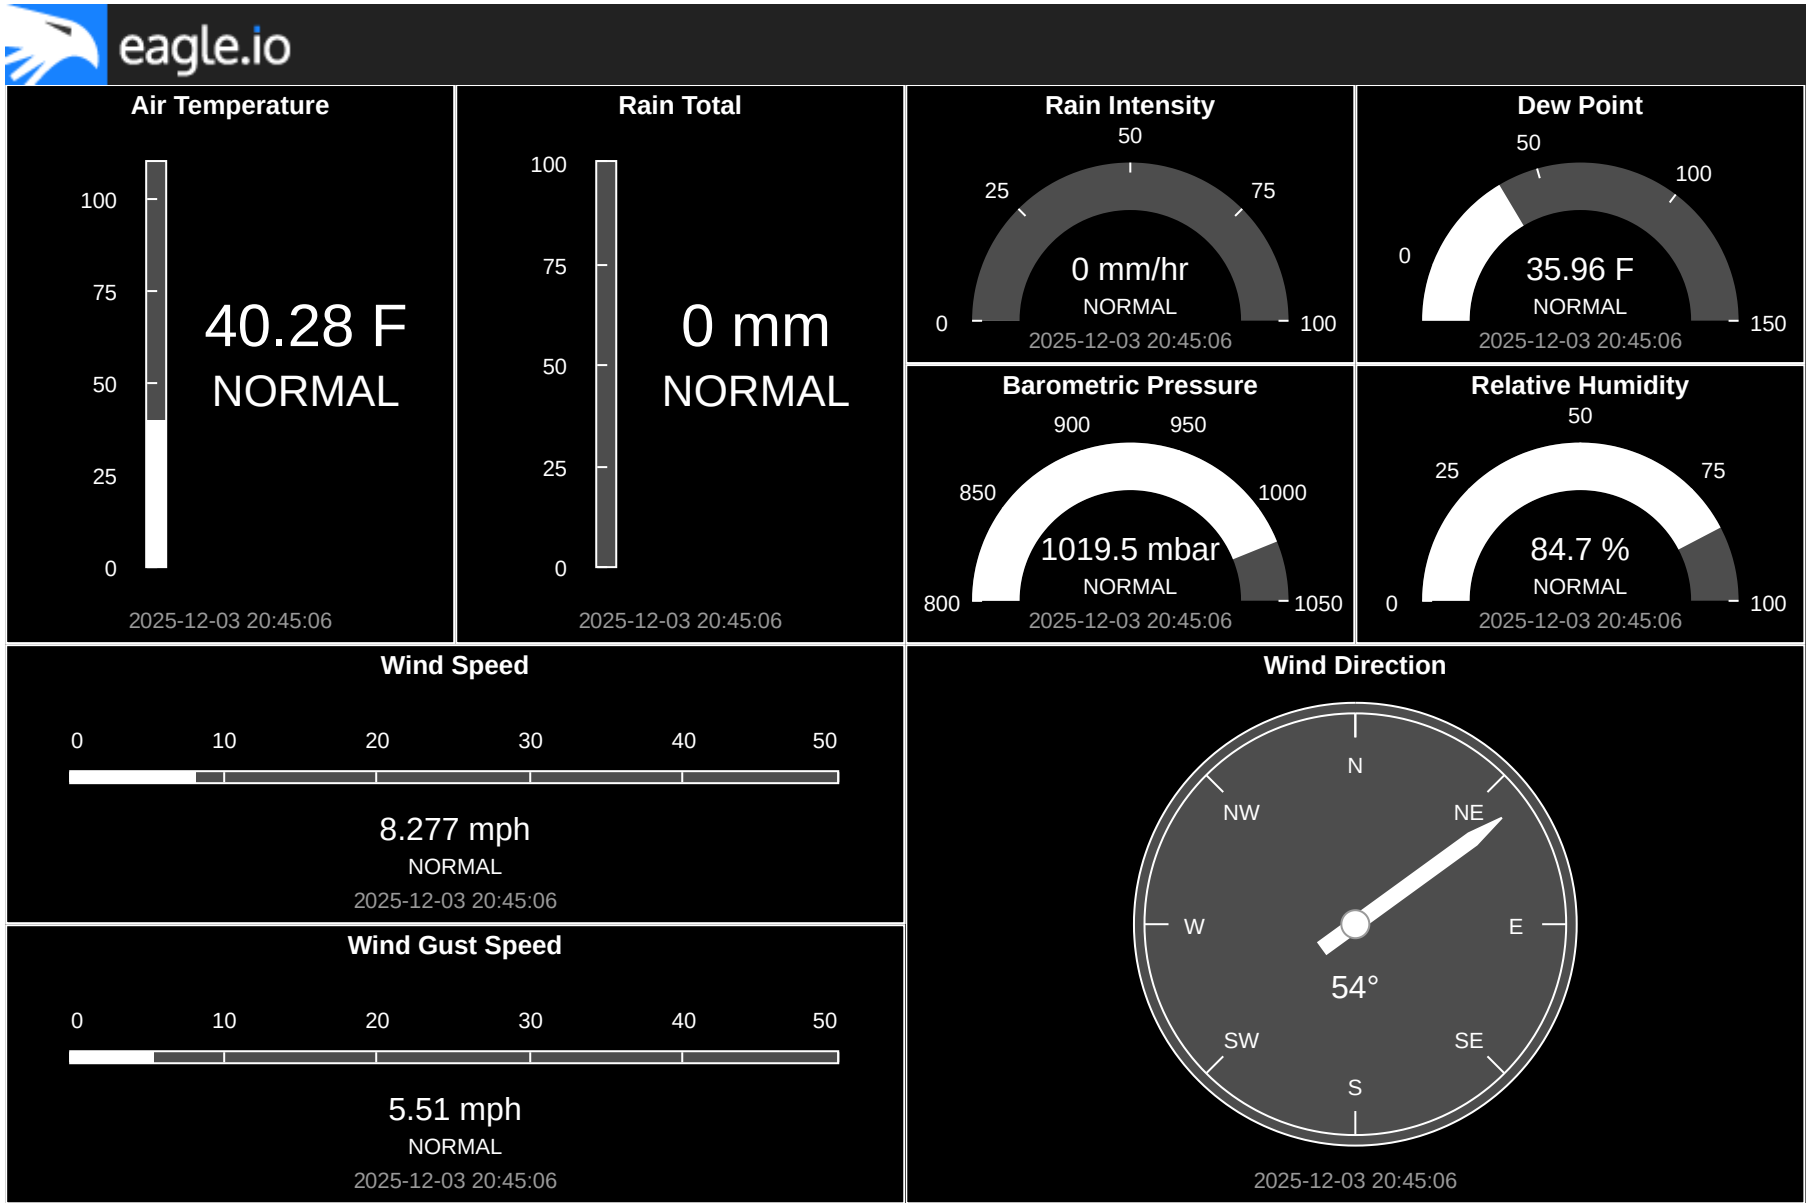 eagle.io
Air Temperature
100
75
50
25
0
40.28 F
NORMAL
2025-12-03 20:45:06
Rain Total
100
75
50
25
0
0 mm
NORMAL
2025-12-03 20:45:06
Rain Intensity
50
25
75
0
100
0 mm/hr
NORMAL
2025-12-03 20:45:06
Dew Point
50
100
0
150
35.96 F
NORMAL
2025-12-03 20:45:06
Barometric Pressure
900
950
850
1000
800
1050
1019.5 mbar
NORMAL
2025-12-03 20:45:06
Relative Humidity
50
25
75
0
100
84.7 %
NORMAL
2025-12-03 20:45:06
Wind Speed
0 10 20 30 40 50
8.277 mph
NORMAL
2025-12-03 20:45:06
Wind Gust Speed
0 10 20 30 40 50
5.51 mph
NORMAL
2025-12-03 20:45:06
Wind Direction
N
NW
NE
W
E
54°
SW
SE
S
2025-12-03 20:45:06